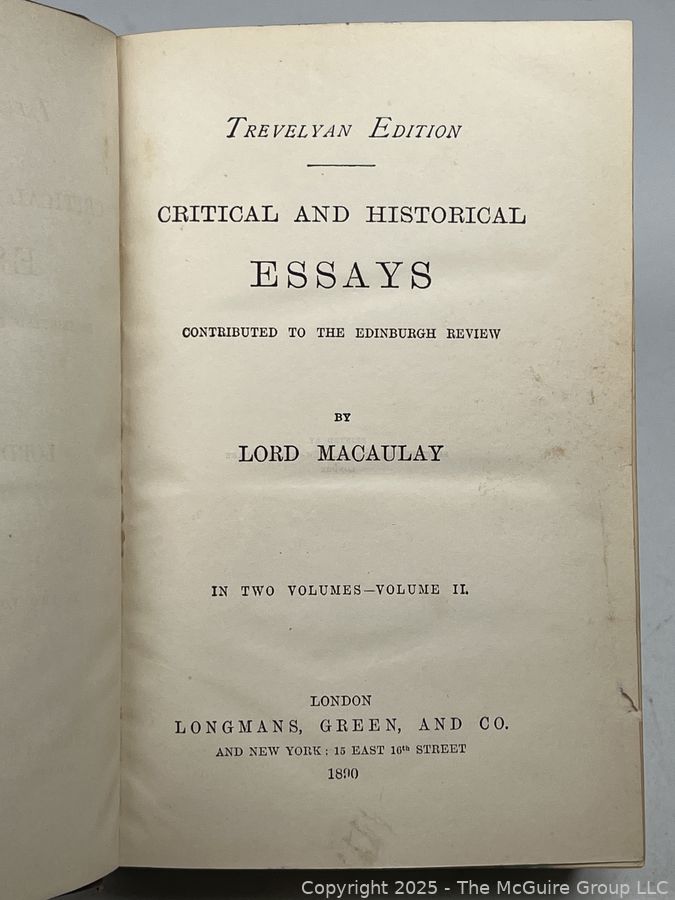 TREVELYAN EDITION
CRITICAL AND HISTORICAL
ESSAYS
CONTRIBUTED TO THE EDINBURGH REVIEW
BY
LORD MACAULAY
IN TWO VOLUMES—VOLUME II.
LONDON
LONGMANS, GREEN, AND CO.
AND NEW YORK : 15 EAST 16th STREET
1890
Copyright 2025 - The McGuire Group LLC